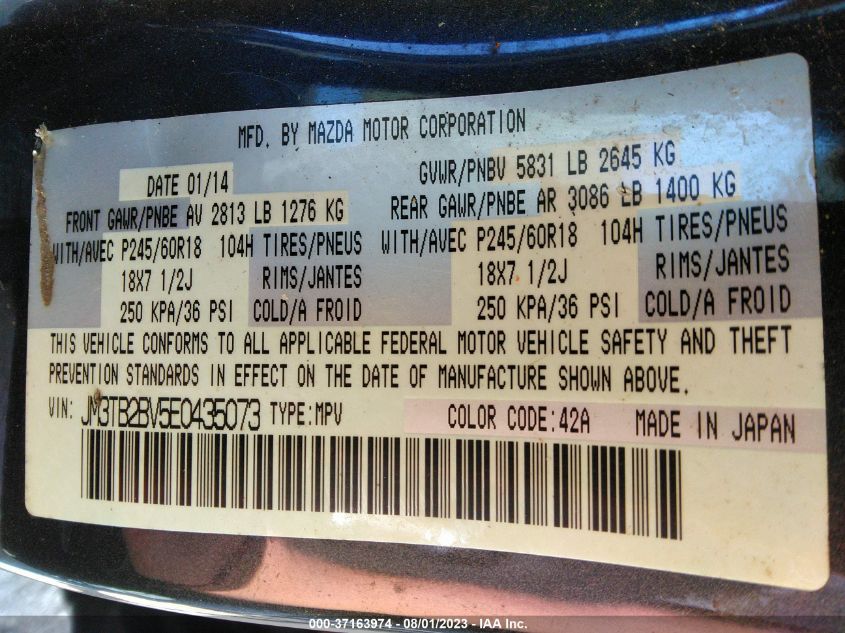 MFD. BY MAZDA MOTOR CORPORATION
DATE 01/14 GVWR/PNBV 5831 LB 2645 KG
FRONT GAWR/PNBE AV 2813 LB 1276 KG REAR GAWR/PNBE AR 3086 LB 1400 KG
WITH/AVEC P245/60R18 104H TIRES/PNEUS WITH/AVEC P245/60R18 104H TIRES/PNEUS
18X7 1/2J RIMS/JANTES 18X7 1/2J RIMS/JANTES
250 KPA/36 PSI COLD/A FROID 250 KPA/36 PSI COLD/A FROID
THIS VEHICLE CONFORMS TO ALL APPLICABLE FEDERAL MOTOR VEHICLE SAFETY AND THEFT
PREVENTION STANDARDS IN EFFECT ON THE DATE OF MANUFACTURE SHOWN ABOVE.
VIN: JM3TB2BV5E0435073 TYPE:MPV COLOR CODE:42A MADE IN JAPAN
000-37163974 - 08/01/2023 - IAA Inc.